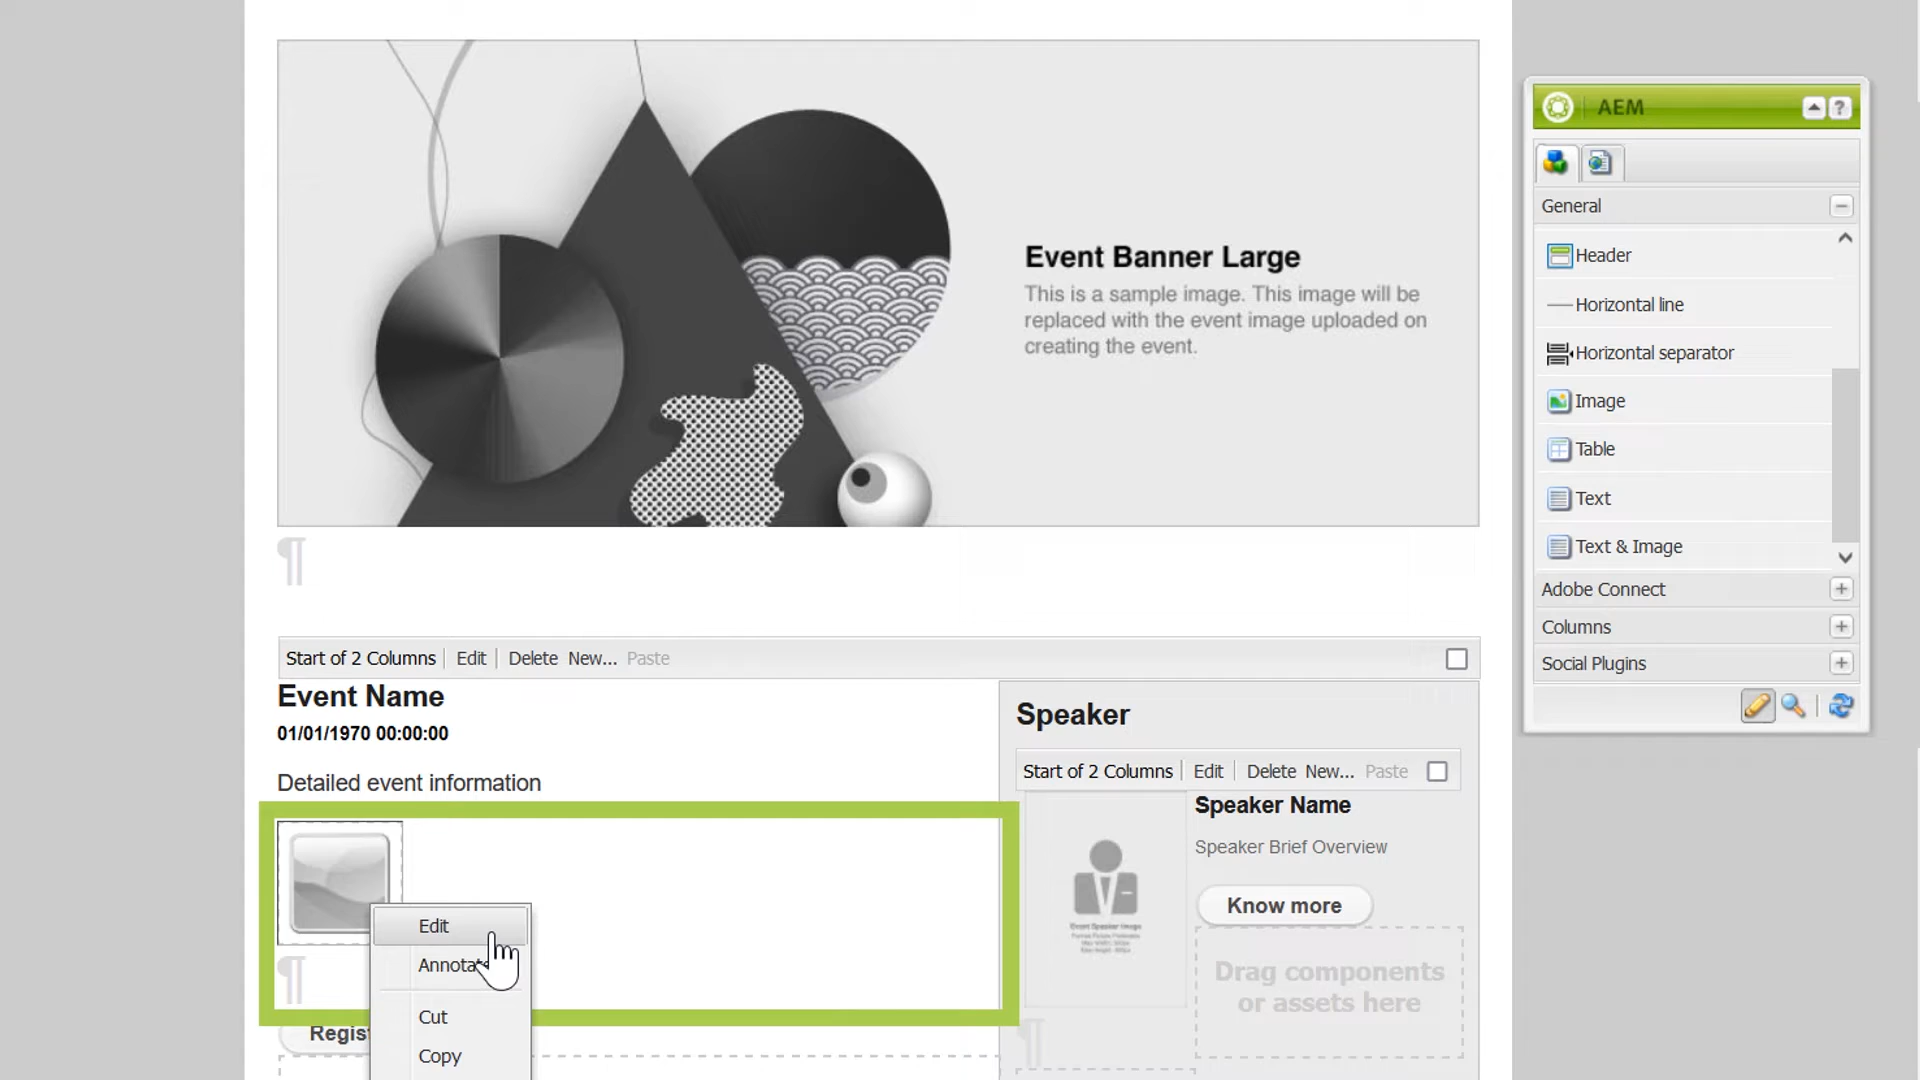 Event Banner Large
This is a sample image. This image will be
replaced with the event image uploaded on
creating the event.
AEM
?
General
Header
Horizontal line
Horizontal separator
Image
Table
Text
Text & Image
Adobe Connect
Columns
Social Plugins
¶
Start of 2 Columns Edit Delete New... Paste
Event Name
01/01/1970 00:00:00
Detailed event information
¶
Edit
Cut
Copy
Speaker
Start of 2 Columns Edit Delete New... Paste
Speaker Name
Speaker Brief Overview
Know more
Event Speaker Image
Drag components
or assets here
¶